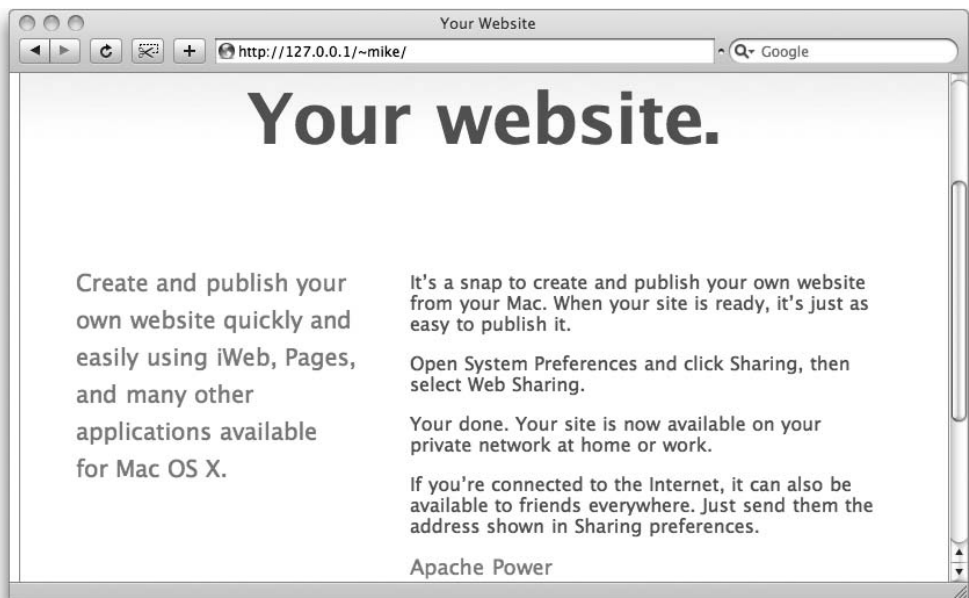 Your Website
http://127.0.0.1/~mike/
Google
Your website.
Create and publish your
own website quickly and
easily using iWeb, Pages,
and many other
applications available
for Mac OS X.
It’s a snap to create and publish your own website
from your Mac. When your site is ready, it’s just as
easy to publish it.
Open System Preferences and click Sharing, then
select Web Sharing.
Your done. Your site is now available on your
private network at home or work.
If you’re connected to the Internet, it can also be
available to friends everywhere. Just send them the
address shown in Sharing preferences.
Apache Power